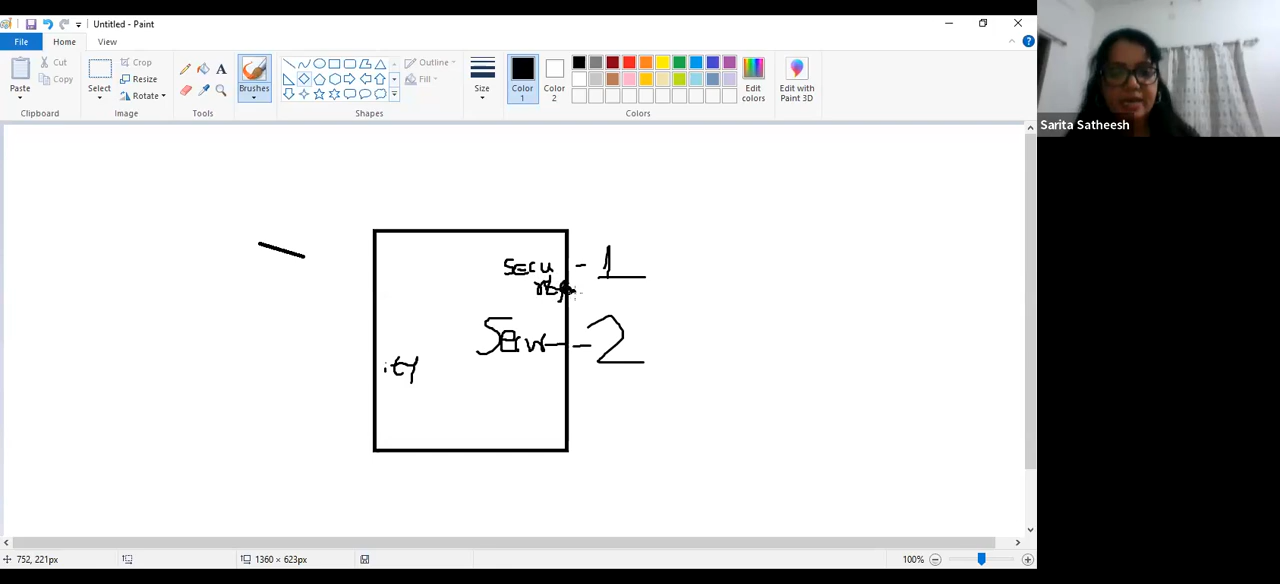 Untitled - Paint
File Home View
Paste Cut Copy Select Crop Resize Rotate A Brushes Outline Fill Size Color 1 Color 2 Edit colors Edit with Paint 3D
Clipboard Image Tools Shapes Colors
Sarita Satheesh
secu - 1
Secur- - 2
ity
752, 221px 1360 × 623px 100%